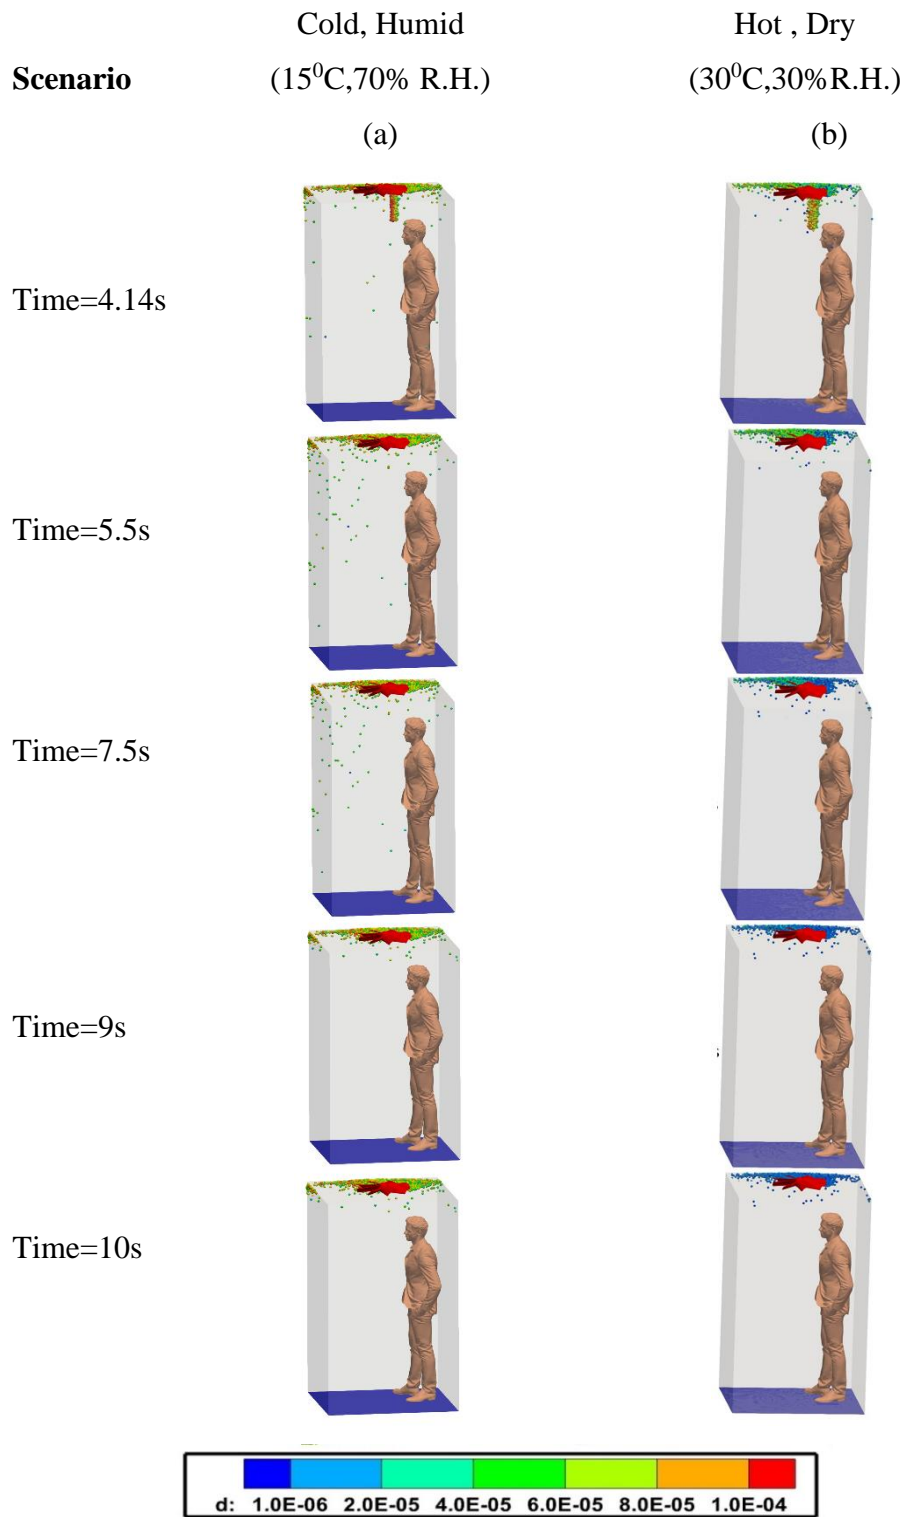 Cold, Humid Hot , Dry
Scenario (15⁰C,70% R.H.) (30⁰C,30%R.H.)
(a) (b)
Time=4.14s
Time=5.5s
Time=7.5s
Time=9s
Time=10s
d: 1.0E-06 2.0E-05 4.0E-05 6.0E-05 8.0E-05 1.0E-04